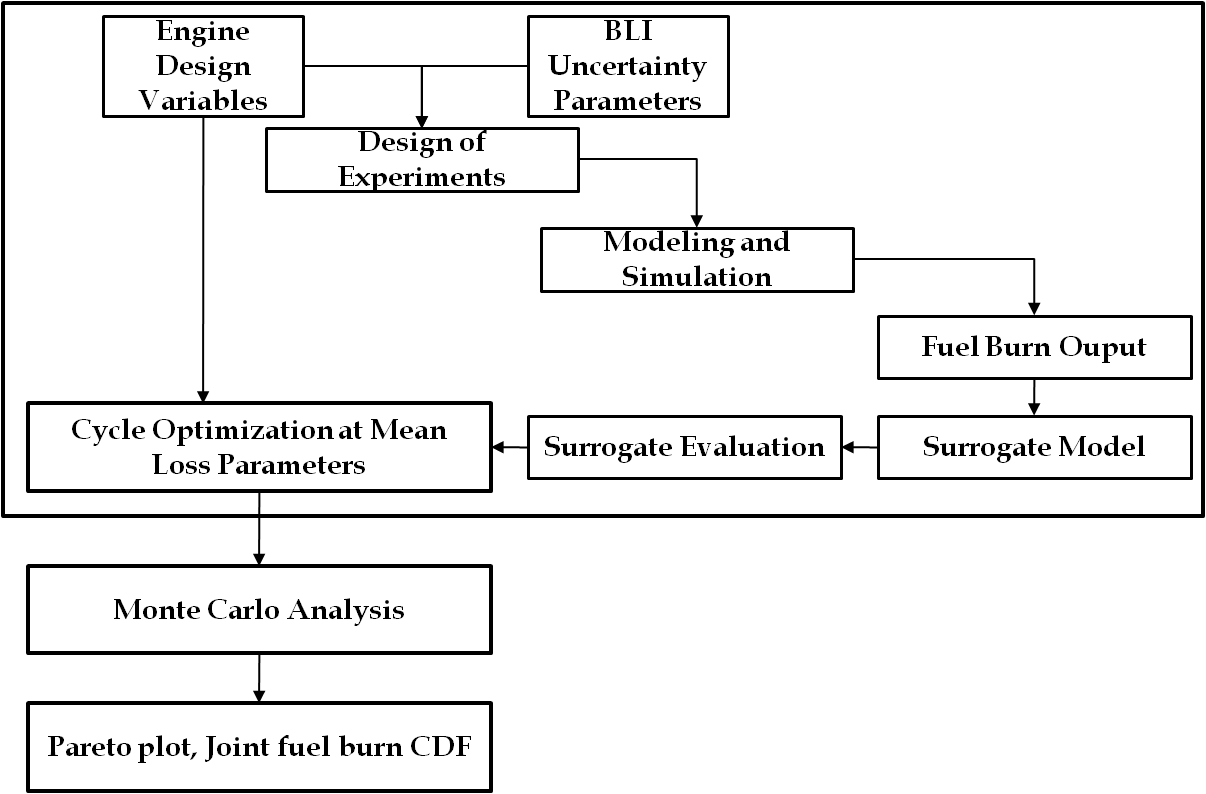 Engine
Design
Variables
BLI
Uncertainty
Parameters
Design of
Experiments
Modeling and
Simulation
Fuel Burn Ouput
Cycle Optimization at Mean
Loss Parameters
Surrogate Evaluation
Surrogate Model
Monte Carlo Analysis
Pareto plot, Joint fuel burn CDF